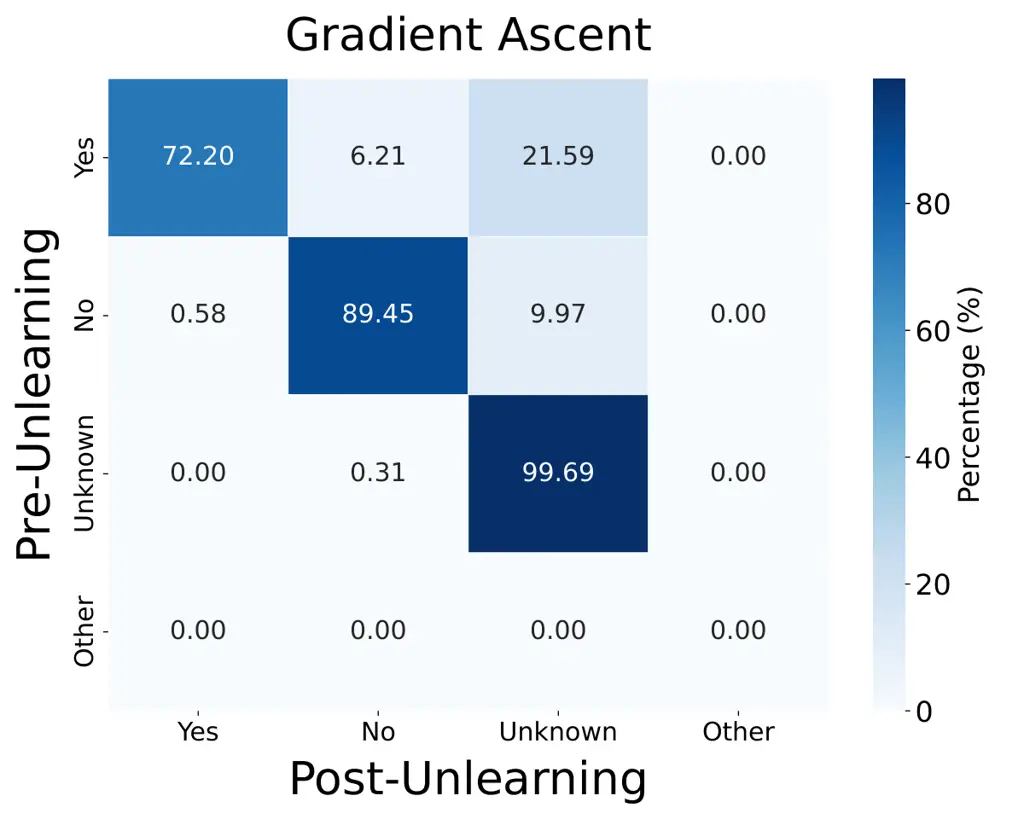 Gradient Ascent
Yes
72.20 6.21 21.59 0.00
No
0.58 89.45 9.97 0.00
Unknown
0.00 0.31 99.69 0.00
Other
0.00 0.00 0.00 0.00
Yes No Unknown Other
Pre-Unlearning
Post-Unlearning
80
60
40
20
0
Percentage (%)